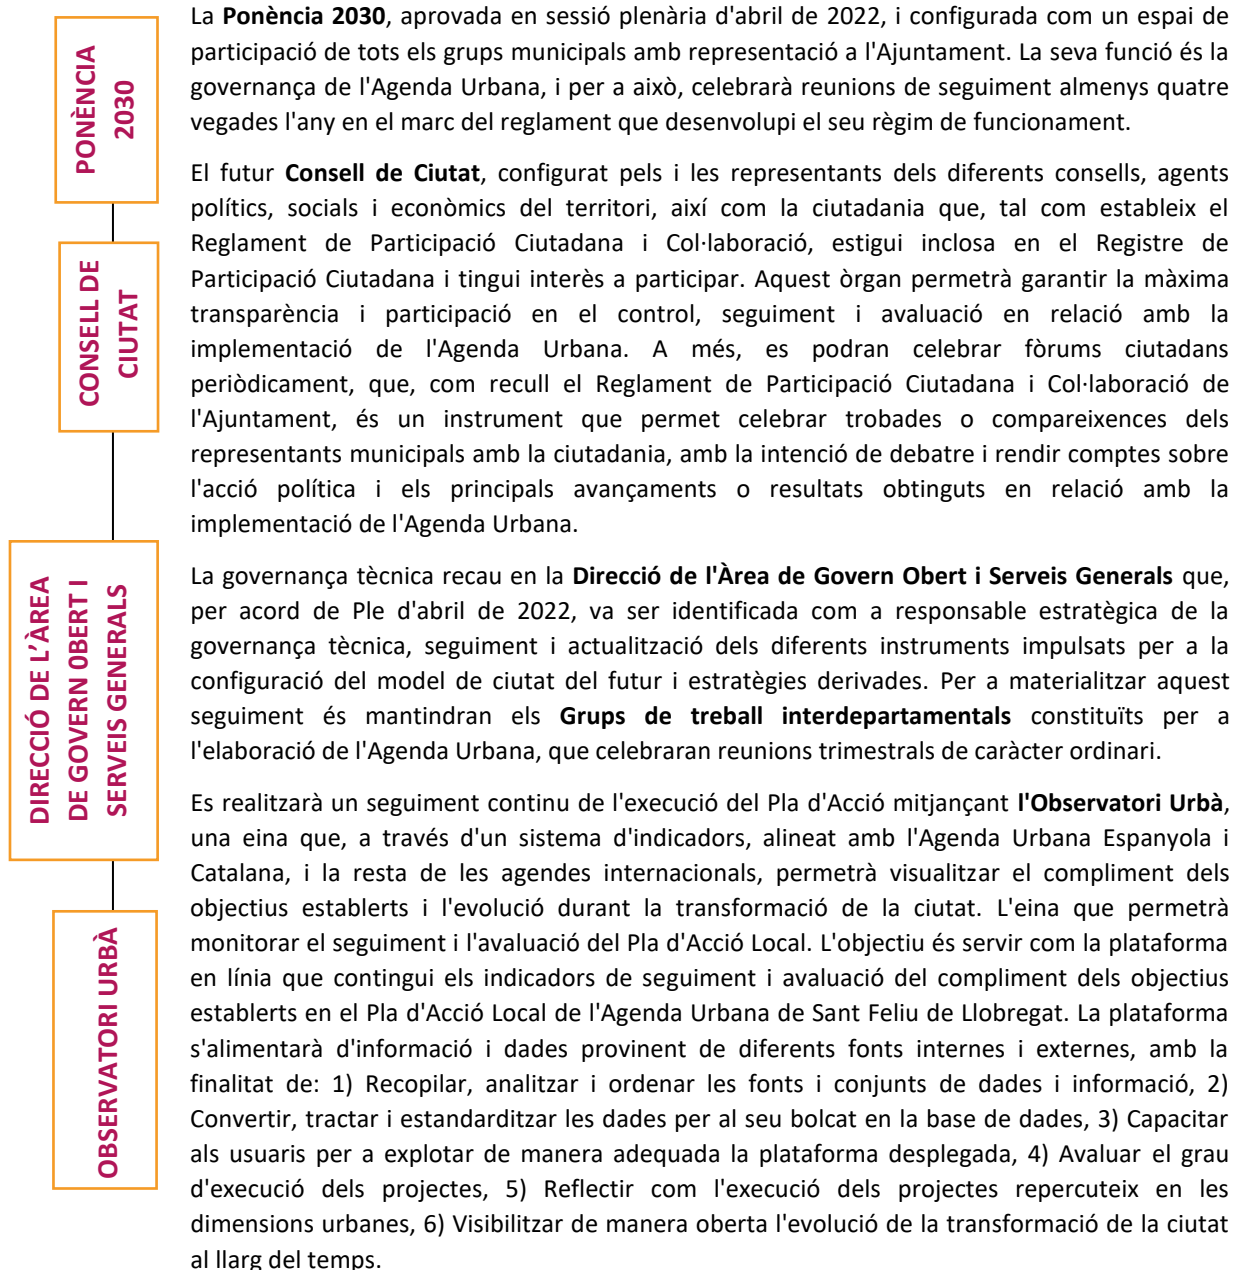 PONÈNCIA
2030
La Ponència 2030, aprovada en sessió plenària d'abril de 2022, i configurada com un espai de
participació de tots els grups municipals amb representació a l'Ajuntament. La seva funció és la
governança de l'Agenda Urbana, i per a això, celebrarà reunions de seguiment almenys quatre
vegades l'any en el marc del reglament que desenvolupi el seu règim de funcionament.
CONSELL DE
CIUTAT
El futur Consell de Ciutat, configurat pels i les representants dels diferents consells, agents
polítics, socials i econòmics del territori, així com la ciutadania que, tal com estableix el
Reglament de Participació Ciutadana i Col·laboració, estigui inclosa en el Registre de
Participació Ciutadana i tingui interès a participar. Aquest òrgan permetrà garantir la màxima
transparència i participació en el control, seguiment i avaluació en relació amb la
implementació de l'Agenda Urbana. A més, es podran celebrar fòrums ciutadans
periòdicament, que, com recull el Reglament de Participació Ciutadana i Col·laboració de
l'Ajuntament, és un instrument que permet celebrar trobades o compareixences dels
representants municipals amb la ciutadania, amb la intenció de debatre i rendir comptes sobre
l'acció política i els principals avançaments o resultats obtinguts en relació amb la
implementació de l'Agenda Urbana.
DIRECCIÓ DE L'ÀREA
DE GOVERN 0BERT I
SERVEIS GENERALS
La governança tècnica recau en la Direcció de l'Àrea de Govern Obert i Serveis Generals que,
per acord de Ple d'abril de 2022, va ser identificada com a responsable estratègica de la
governança tècnica, seguiment i actualització dels diferents instruments impulsats per a la
configuració del model de ciutat del futur i estratègies derivades. Per a materialitzar aquest
seguiment és mantindran els Grups de treball interdepartamentals constituïts per a
l'elaboració de l'Agenda Urbana, que celebraran reunions trimestrals de caràcter ordinari.
OBSERVATORI URBÀ
Es realitzarà un seguiment continu de l'execució del Pla d'Acció mitjançant l'Observatori Urbà,
una eina que, a través d'un sistema d'indicadors, alineat amb l'Agenda Urbana Espanyola i
Catalana, i la resta de les agendes internacionals, permetrà visualitzar el compliment dels
objectius establerts i l'evolució durant la transformació de la ciutat. L'eina que permetrà
monitorar el seguiment i l'avaluació del Pla d'Acció Local. L'objectiu és servir com la plataforma
en línia que contingui els indicadors de seguiment i avaluació del compliment dels objectius
establerts en el Pla d'Acció Local de l'Agenda Urbana de Sant Feliu de Llobregat. La plataforma
s'alimentarà d'informació i dades provinent de diferents fonts internes i externes, amb la
finalitat de: 1) Recopilar, analitzar i ordenar les fonts i conjunts de dades i informació, 2)
Convertir, tractar i estandarditzar les dades per al seu bolcat en la base de dades, 3) Capacitar
als usuaris per a explotar de manera adequada la plataforma desplegada, 4) Avaluar el grau
d'execució dels projectes, 5) Reflectir com l'execució dels projectes repercuteix en les
dimensions urbanes, 6) Visibilitzar de manera oberta l'evolució de la transformació de la ciutat
al llarg del temps.